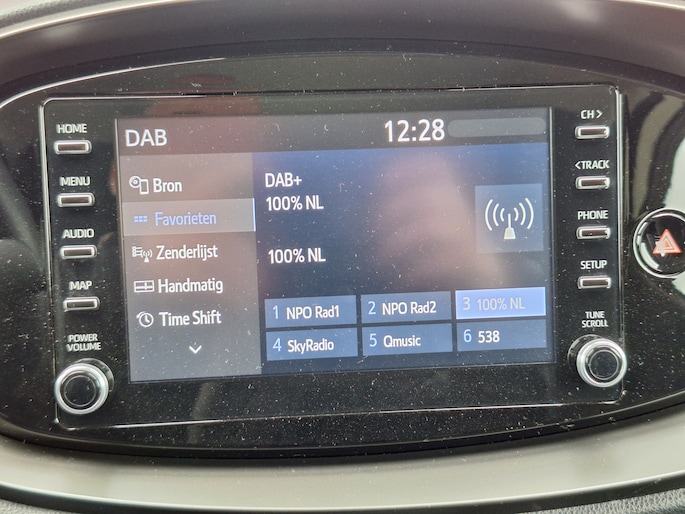 DAB
12:28
HOME
MENU
AUDIO
MAP
POWER
VOLUME
Bron
Favorieten
Zenderlijst
Handmatig
Time Shift
DAB+
100% NL
100% NL
1 NPO Rad1
2 NPO Rad2
3 100% NL
4 SkyRadio
5 Qmusic
6 538
CH >
< TRACK
PHONE
SETUP
TUNE
SCROLL